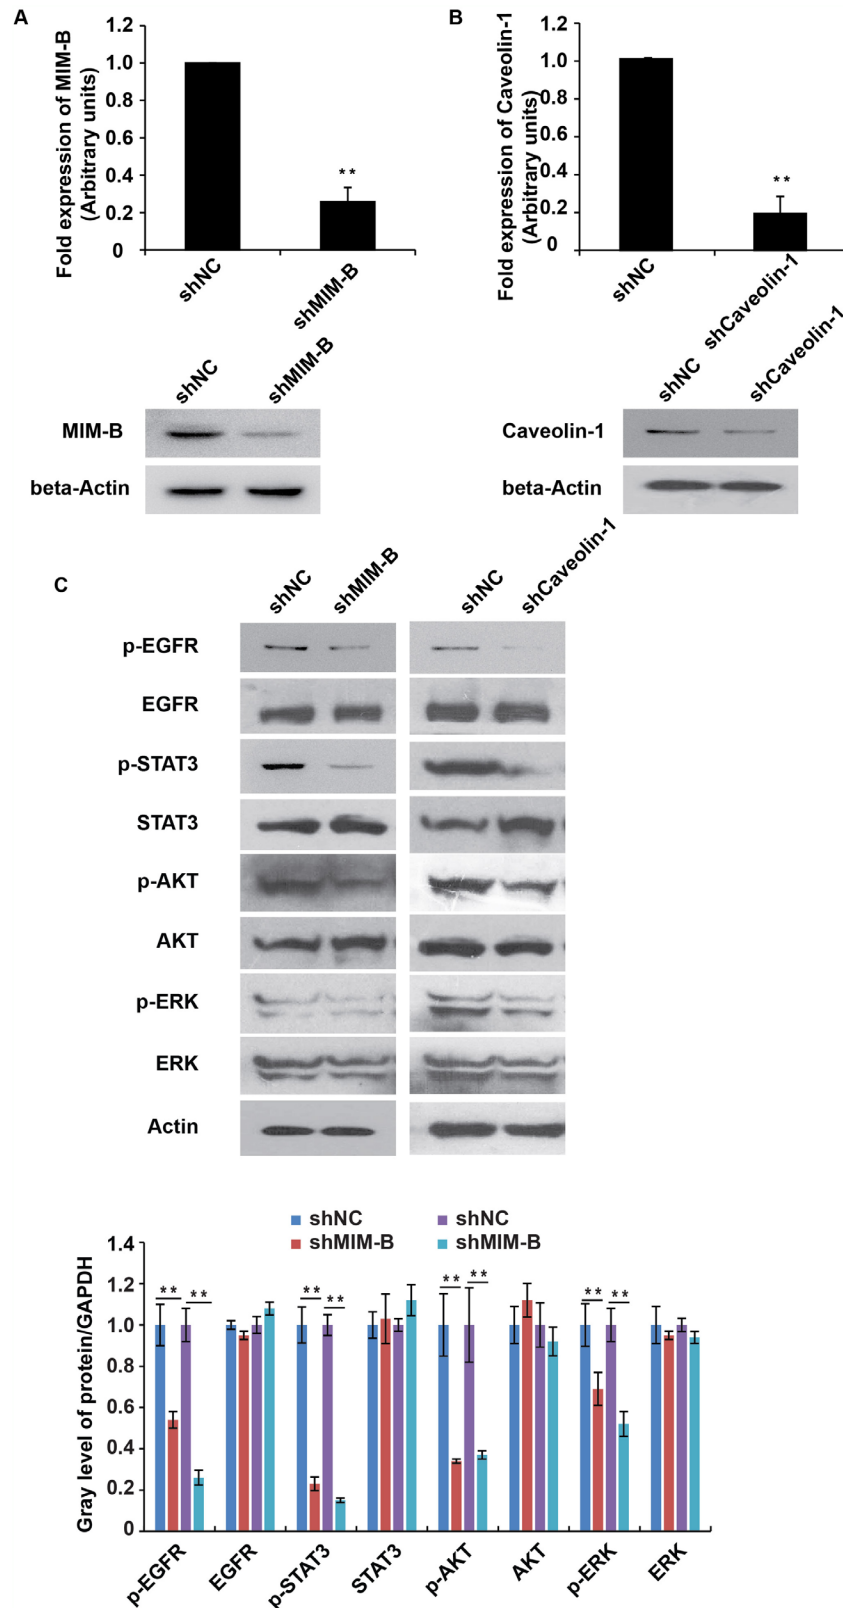 A
Fold expression of MIM-B
(Arbitrary units)
1.2
1.0
0.8
0.6
0.4
0.2
0
**
shNC
shMIM-B
B
Fold expression of Caveolin-1
(Arbitrary units)
1.2
1.0
0.8
0.6
0.4
0.2
0
**
shNC
shCaveolin-1
shNC
shMIM-B
MIM-B
beta-Actin
shNC
shCaveolin-1
Caveolin-1
beta-Actin
C
shNC
shMIM-B
shNC
shCaveolin-1
p-EGFR
EGFR
p-STAT3
STAT3
p-AKT
AKT
p-ERK
ERK
Actin
shNC
shNC
shMIM-B
shMIM-B
Gray level of protein/GAPDH
1.4
1.2
1.0
0.8
0.6
0.4
0.2
0
** ** ** ** ** ** ** **
p-EGFR
EGFR
p-STAT3
STAT3
p-AKT
AKT
p-ERK
ERK